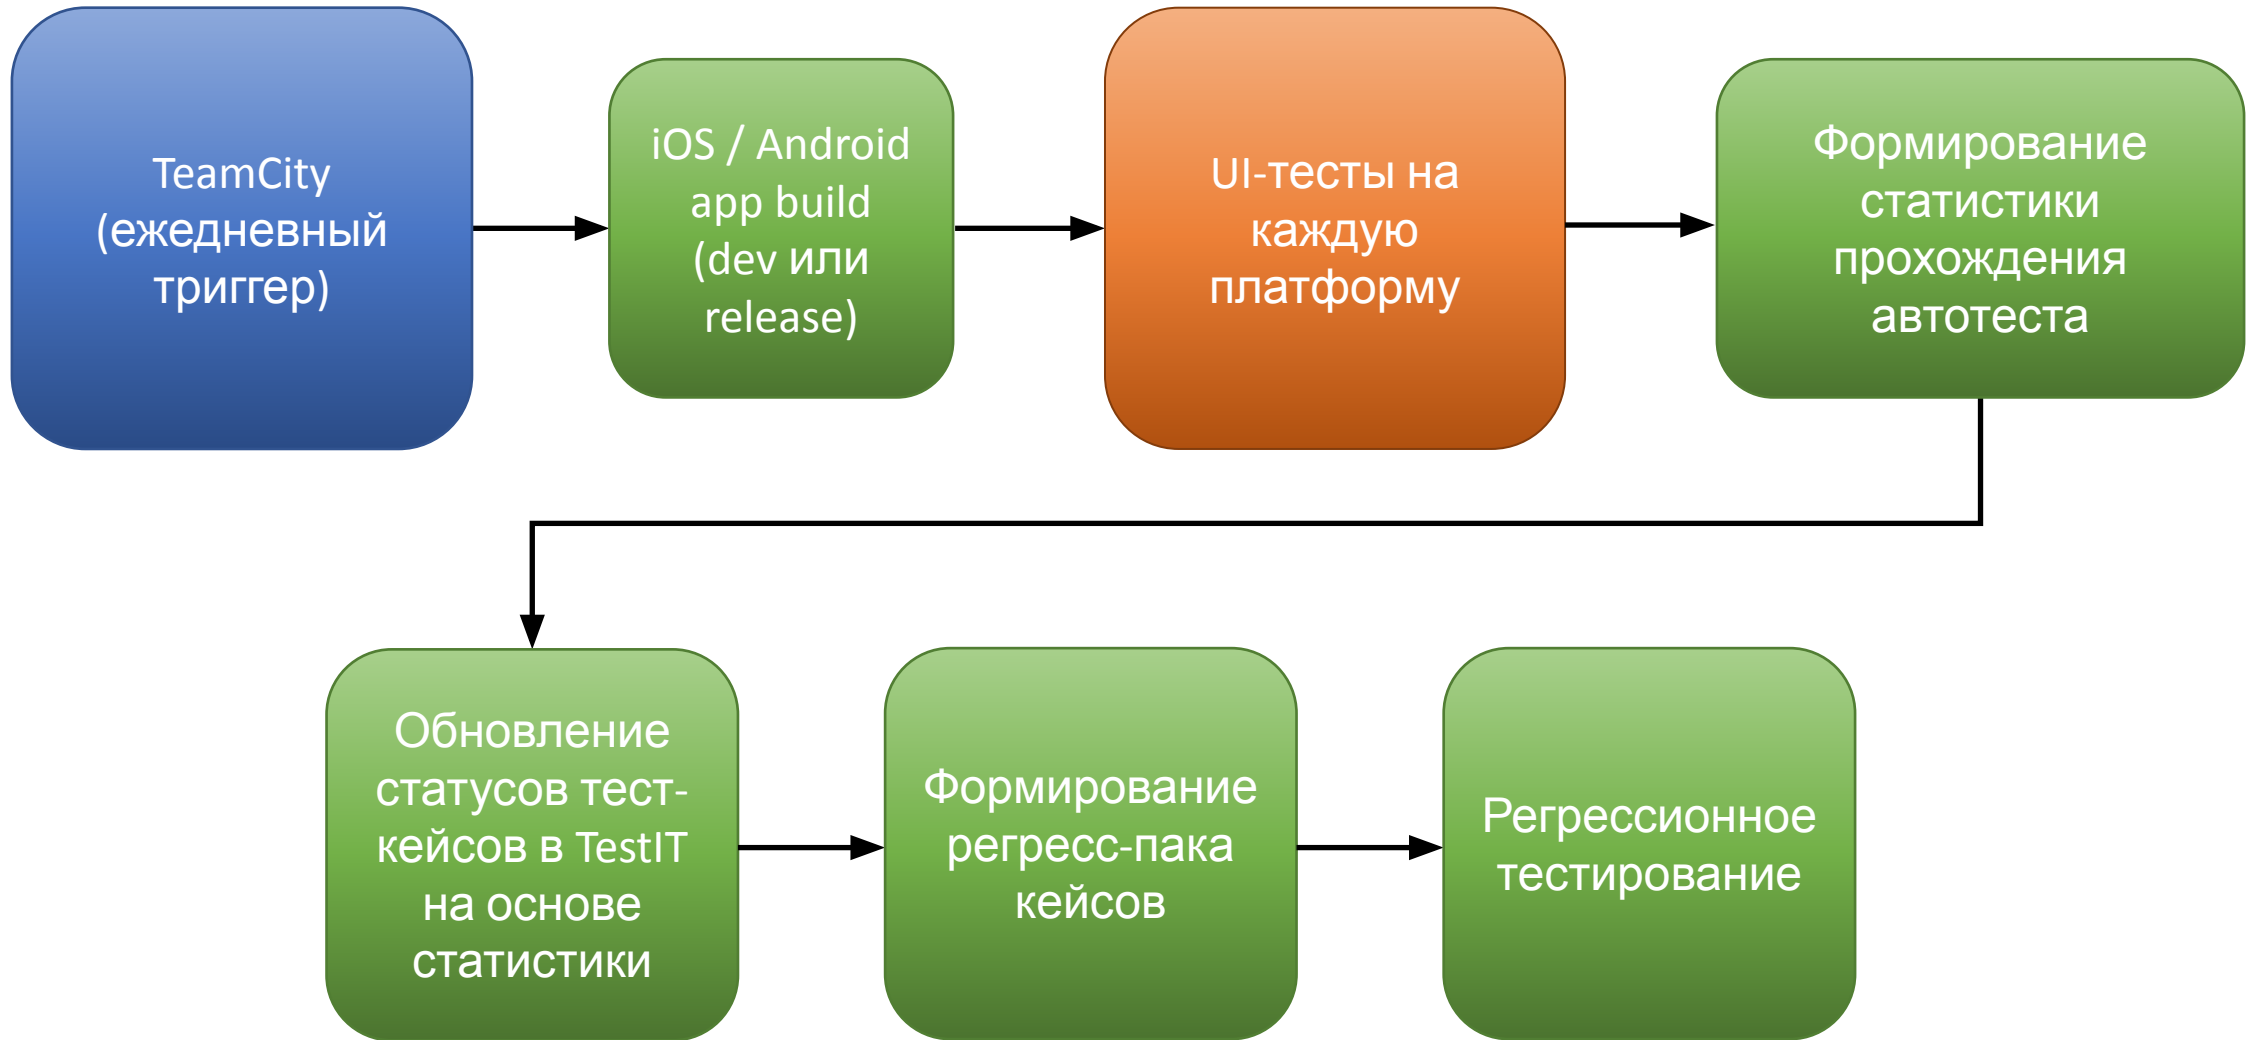 TeamCity
(ежедневный
триггер)
iOS / Android
app build
(dev или
release)
UI-тесты на
каждую
платформу
Формирование
статистики
прохождения
автотеста
Обновление
статусов тест-
кейсов в TestIT
на основе
статистики
Формирование
регресс-пака
кейсов
Регрессионное
тестирование